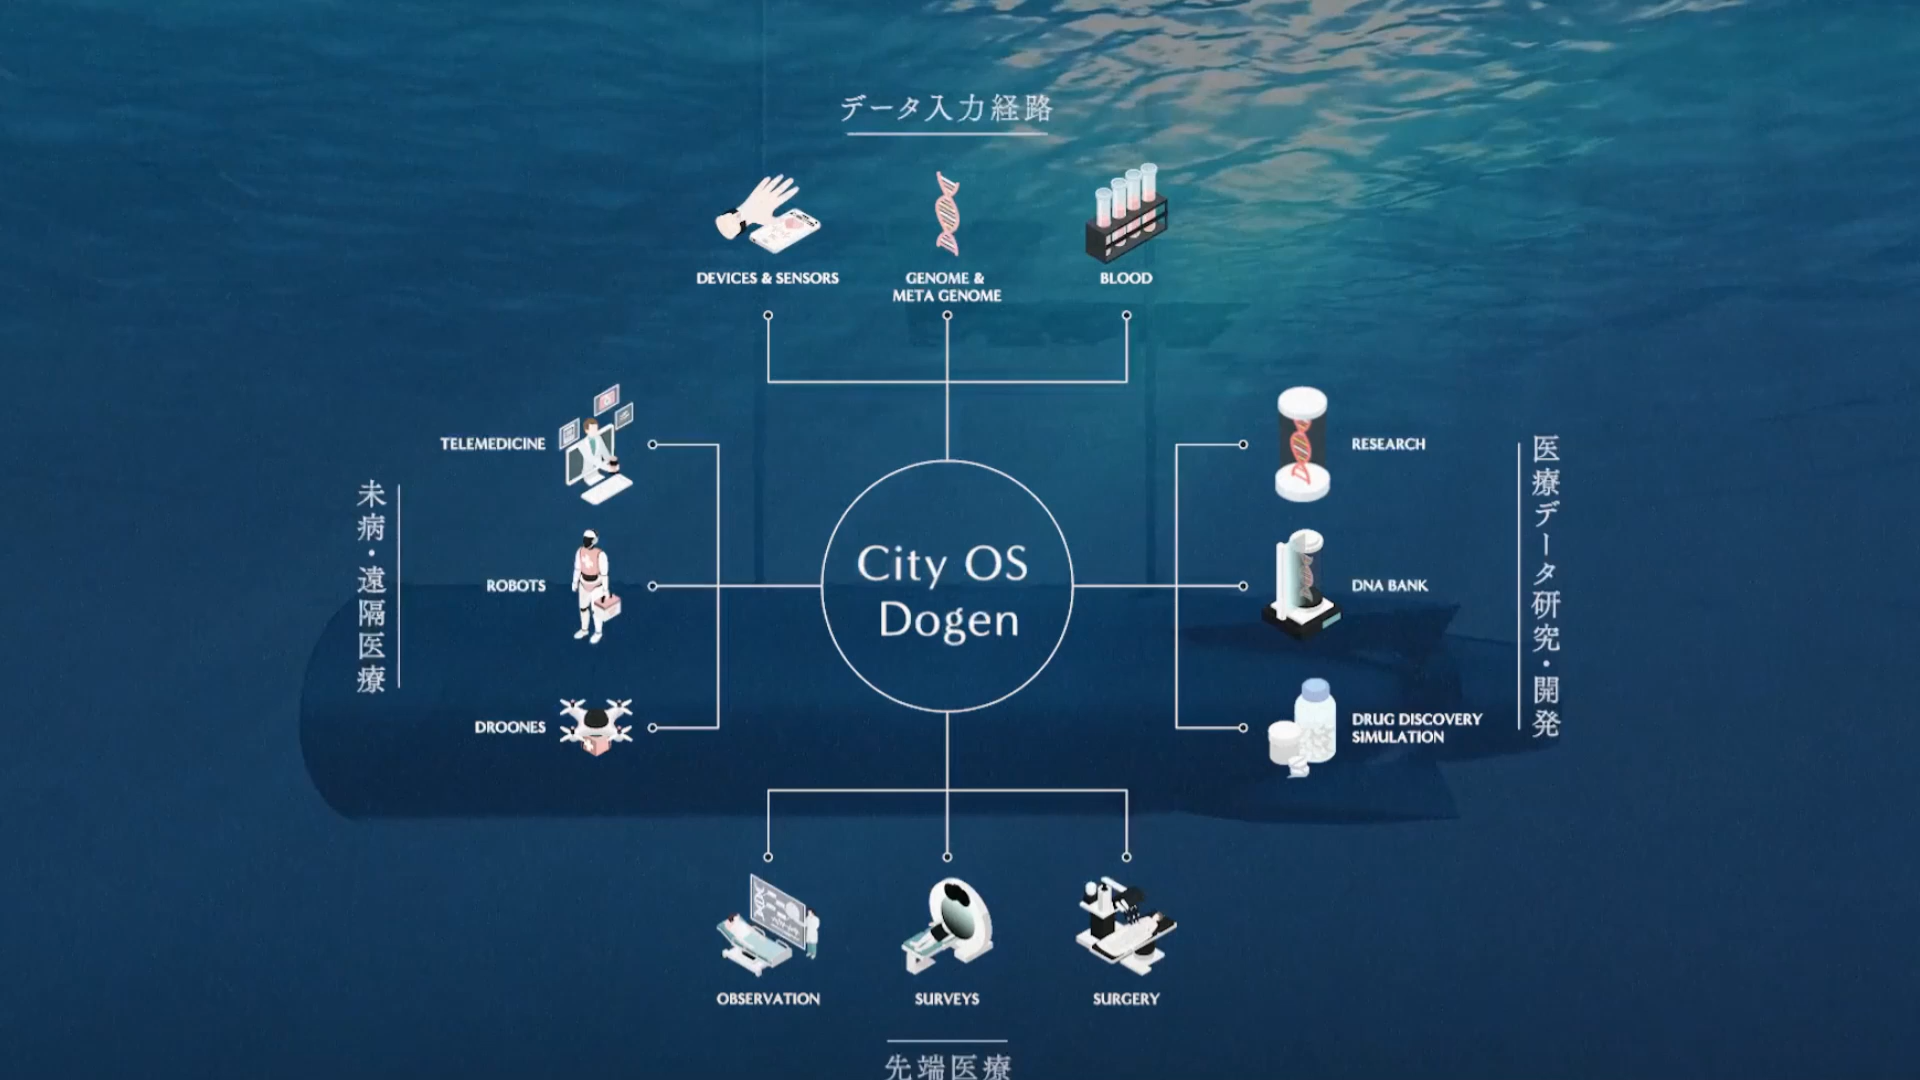 データ入力経路
DEVICES & SENSORS
GENOME &
META GENOME
BLOOD
未病・遠隔医療
TELEMEDICINE
ROBOTS
DROONES
City OS
Dogen
RESEARCH
DNA BANK
DRUG DISCOVERY
SIMULATION
医療データ研究・開発
OBSERVATION
SURVEYS
SURGERY
先端医療